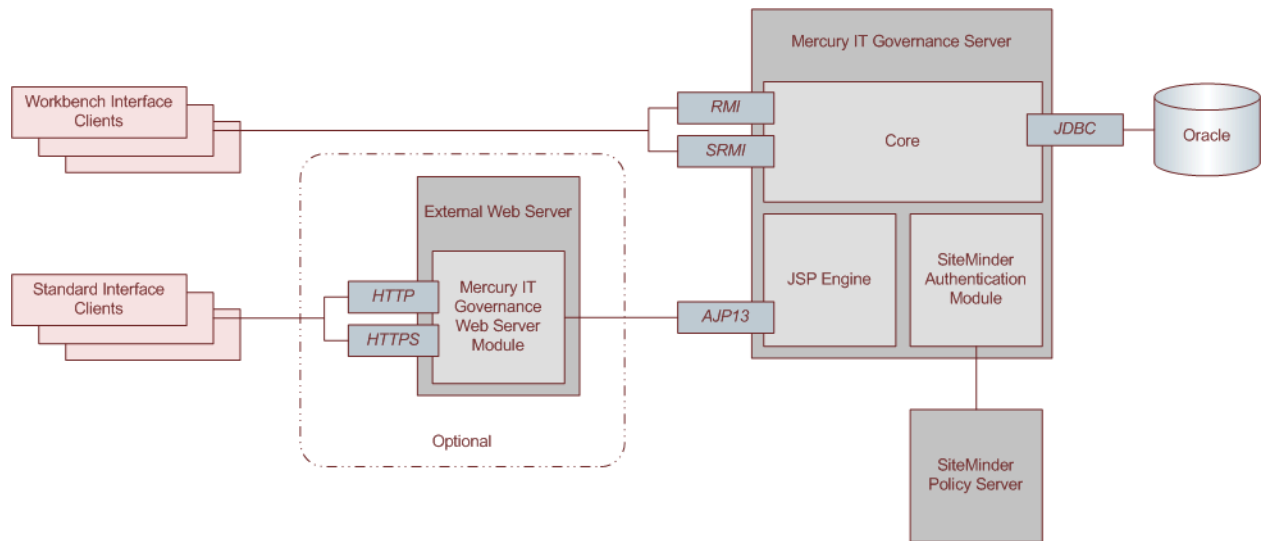 Mercury IT Governance Server
Workbench Interface
Clients
RMI
SRMI
Core
JDBC
Oracle
External Web Server
Standard Interface
Clients
HTTP
HTTPS
Mercury IT
Governance
Web Server
Module
AJP13
JSP Engine
SiteMinder
Authentication
Module
Optional
SiteMinder
Policy Server